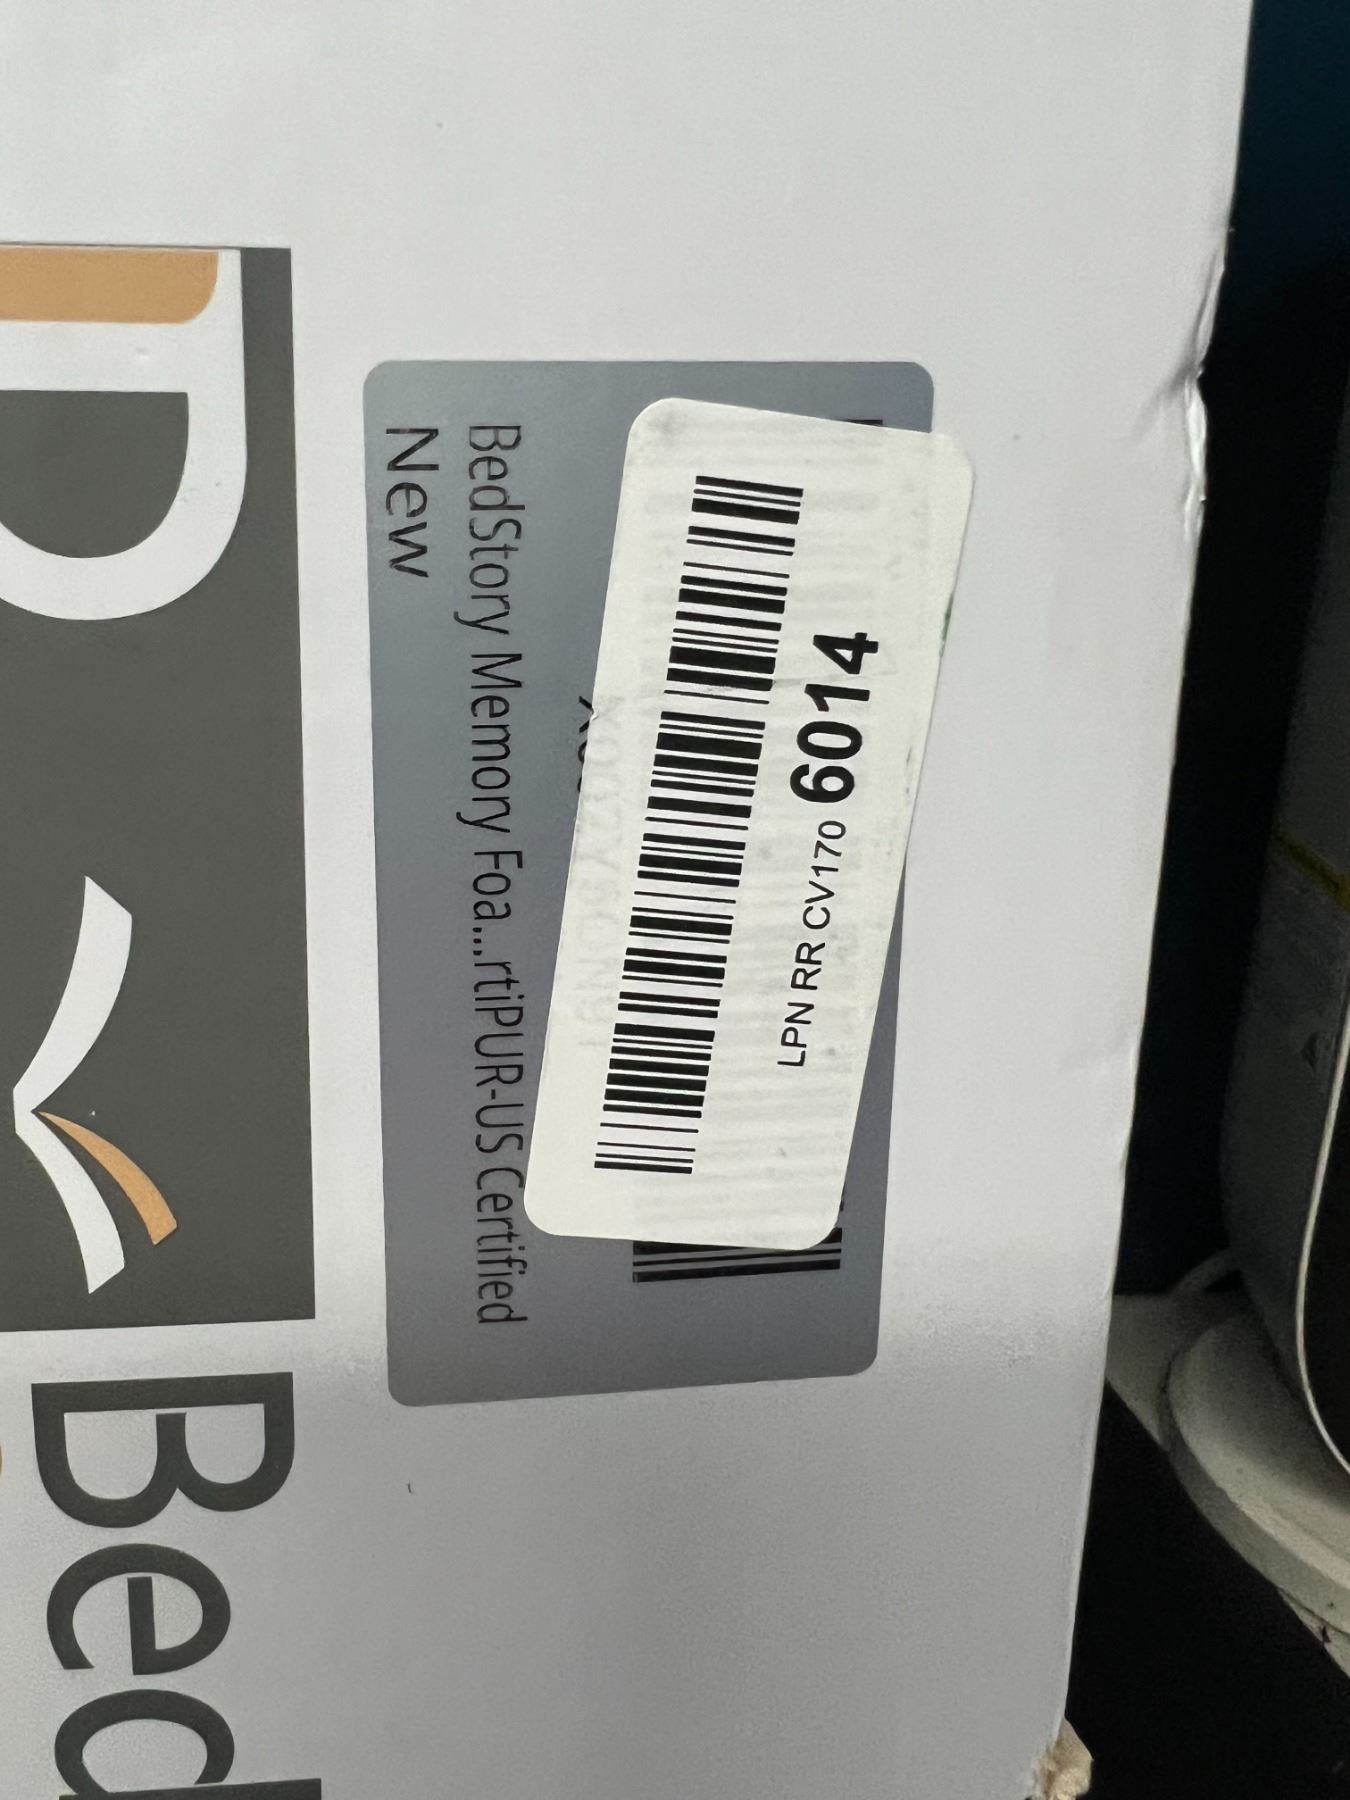 LPN RR CV170 6014
BedStory Memory Foa...rtiPUR-US Certified
New
Bed